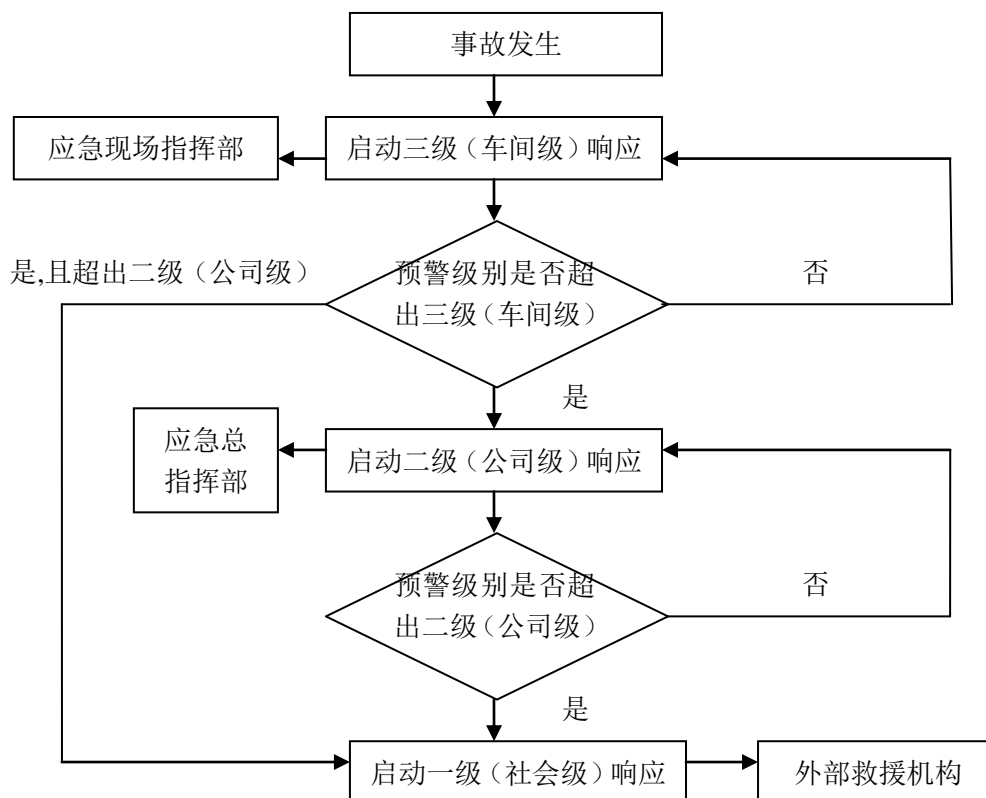 事故发生
应急现场指挥部
启动三级（车间级）响应
是,且超出二级（公司级）
预警级别是否超
出三级（车间级）
否
是
应急总
指挥部
启动二级（公司级）响应
预警级别是否超
出二级（公司级）
否
是
启动一级（社会级）响应
外部救援机构